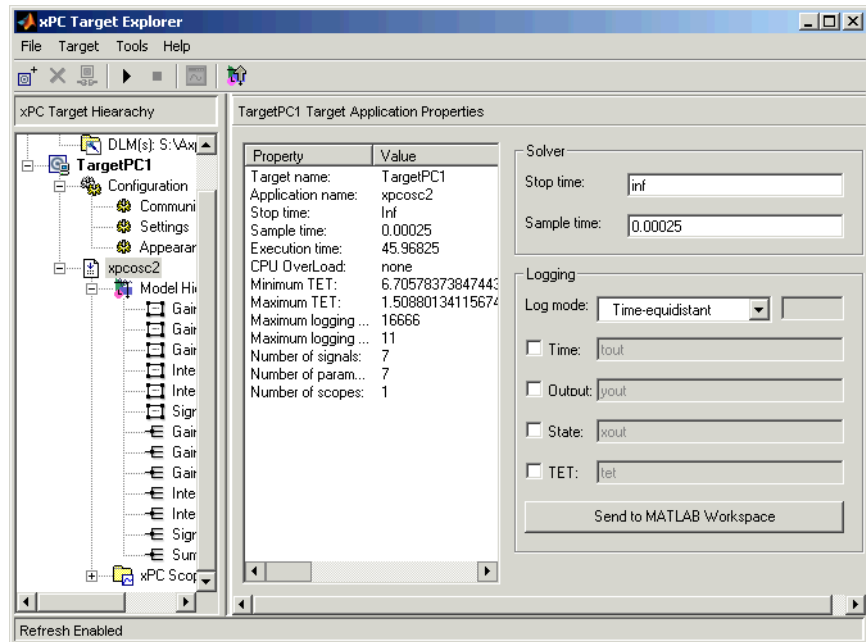 xPC Target Explorer
File Target Tools Help
xPC Target Hiearachy
DLM(s): S:\Axp
TargetPC1
Configuration
Communi
Settings
Appearar
xpcosc2
Model Hi
Gair
Gair
Gair
Inte
Inte
Sigr
Gair
Gair
Gair
Inte
Inte
Sigr
Sum
xPC Scop
TargetPC1 Target Application Properties
Property Value
Target name: TargetPC1
Application name: xpcosc2
Stop time: Inf
Sample time: 0.00025
Execution time: 45.96825
CPU OverLoad: none
Minimum TET: 6.70578373847443
Maximum TET: 1.50880134115674
Maximum logging ... 16666
Maximum logging ... 11
Number of signals: 7
Number of param... 7
Number of scopes: 1
Solver
Stop time: inf
Sample time: 0.00025
Logging
Log mode: Time-equidistant
Time: tout
Output: yout
State: xout
TET: tet
Send to MATLAB Workspace
Refresh Enabled